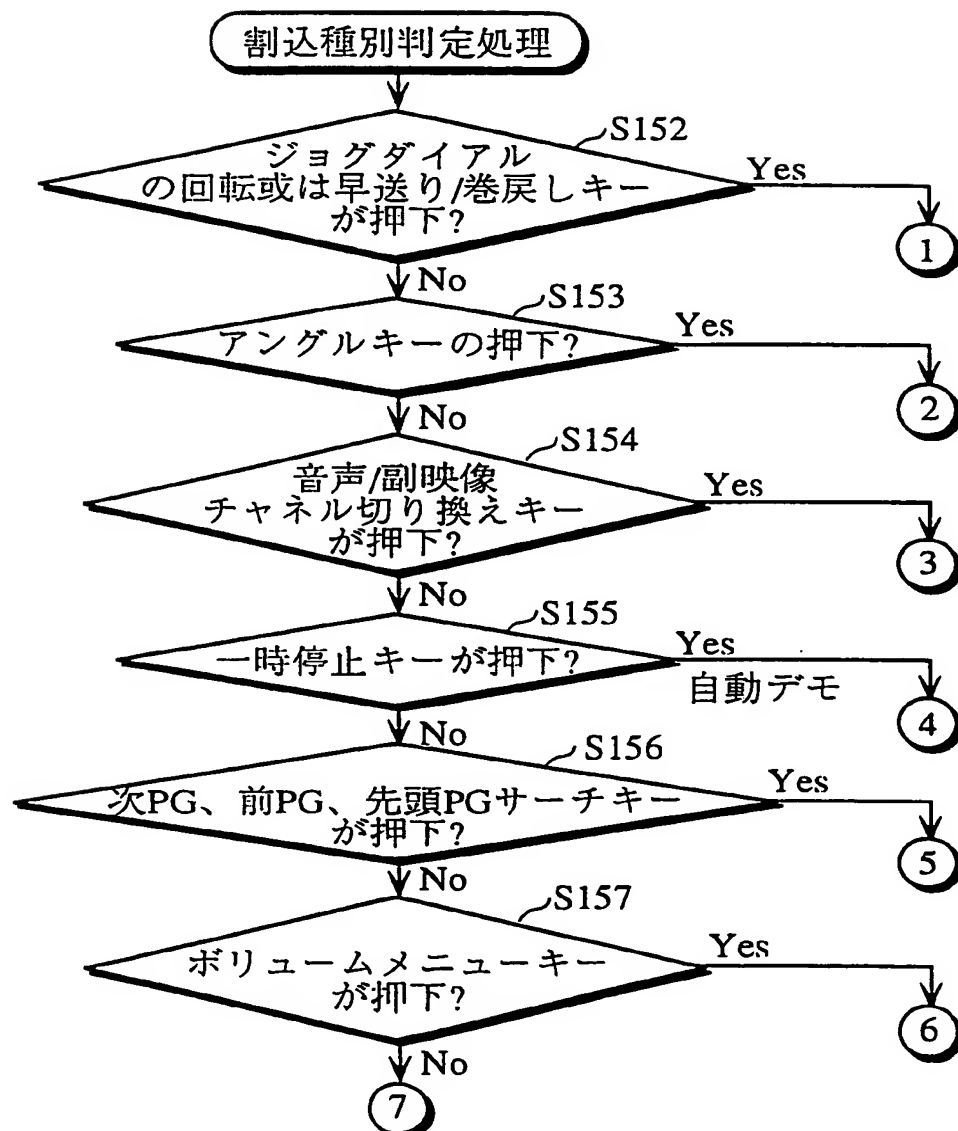 割込種別判定処理
S152
ジョグダイアル
の回転或は早送り/巻戻しキー
が押下?
Yes
1
No
S153
アングルキーの押下?
Yes
2
No
S154
音声/副映像
チャネル切り換えキー
が押下?
Yes
3
No
S155
一時停止キーが押下?
Yes
自動デモ
4
No
S156
次PG、前PG、先頭PGサーチキー
が押下?
Yes
5
No
S157
ボリュームメニューキー
が押下?
Yes
6
No
7